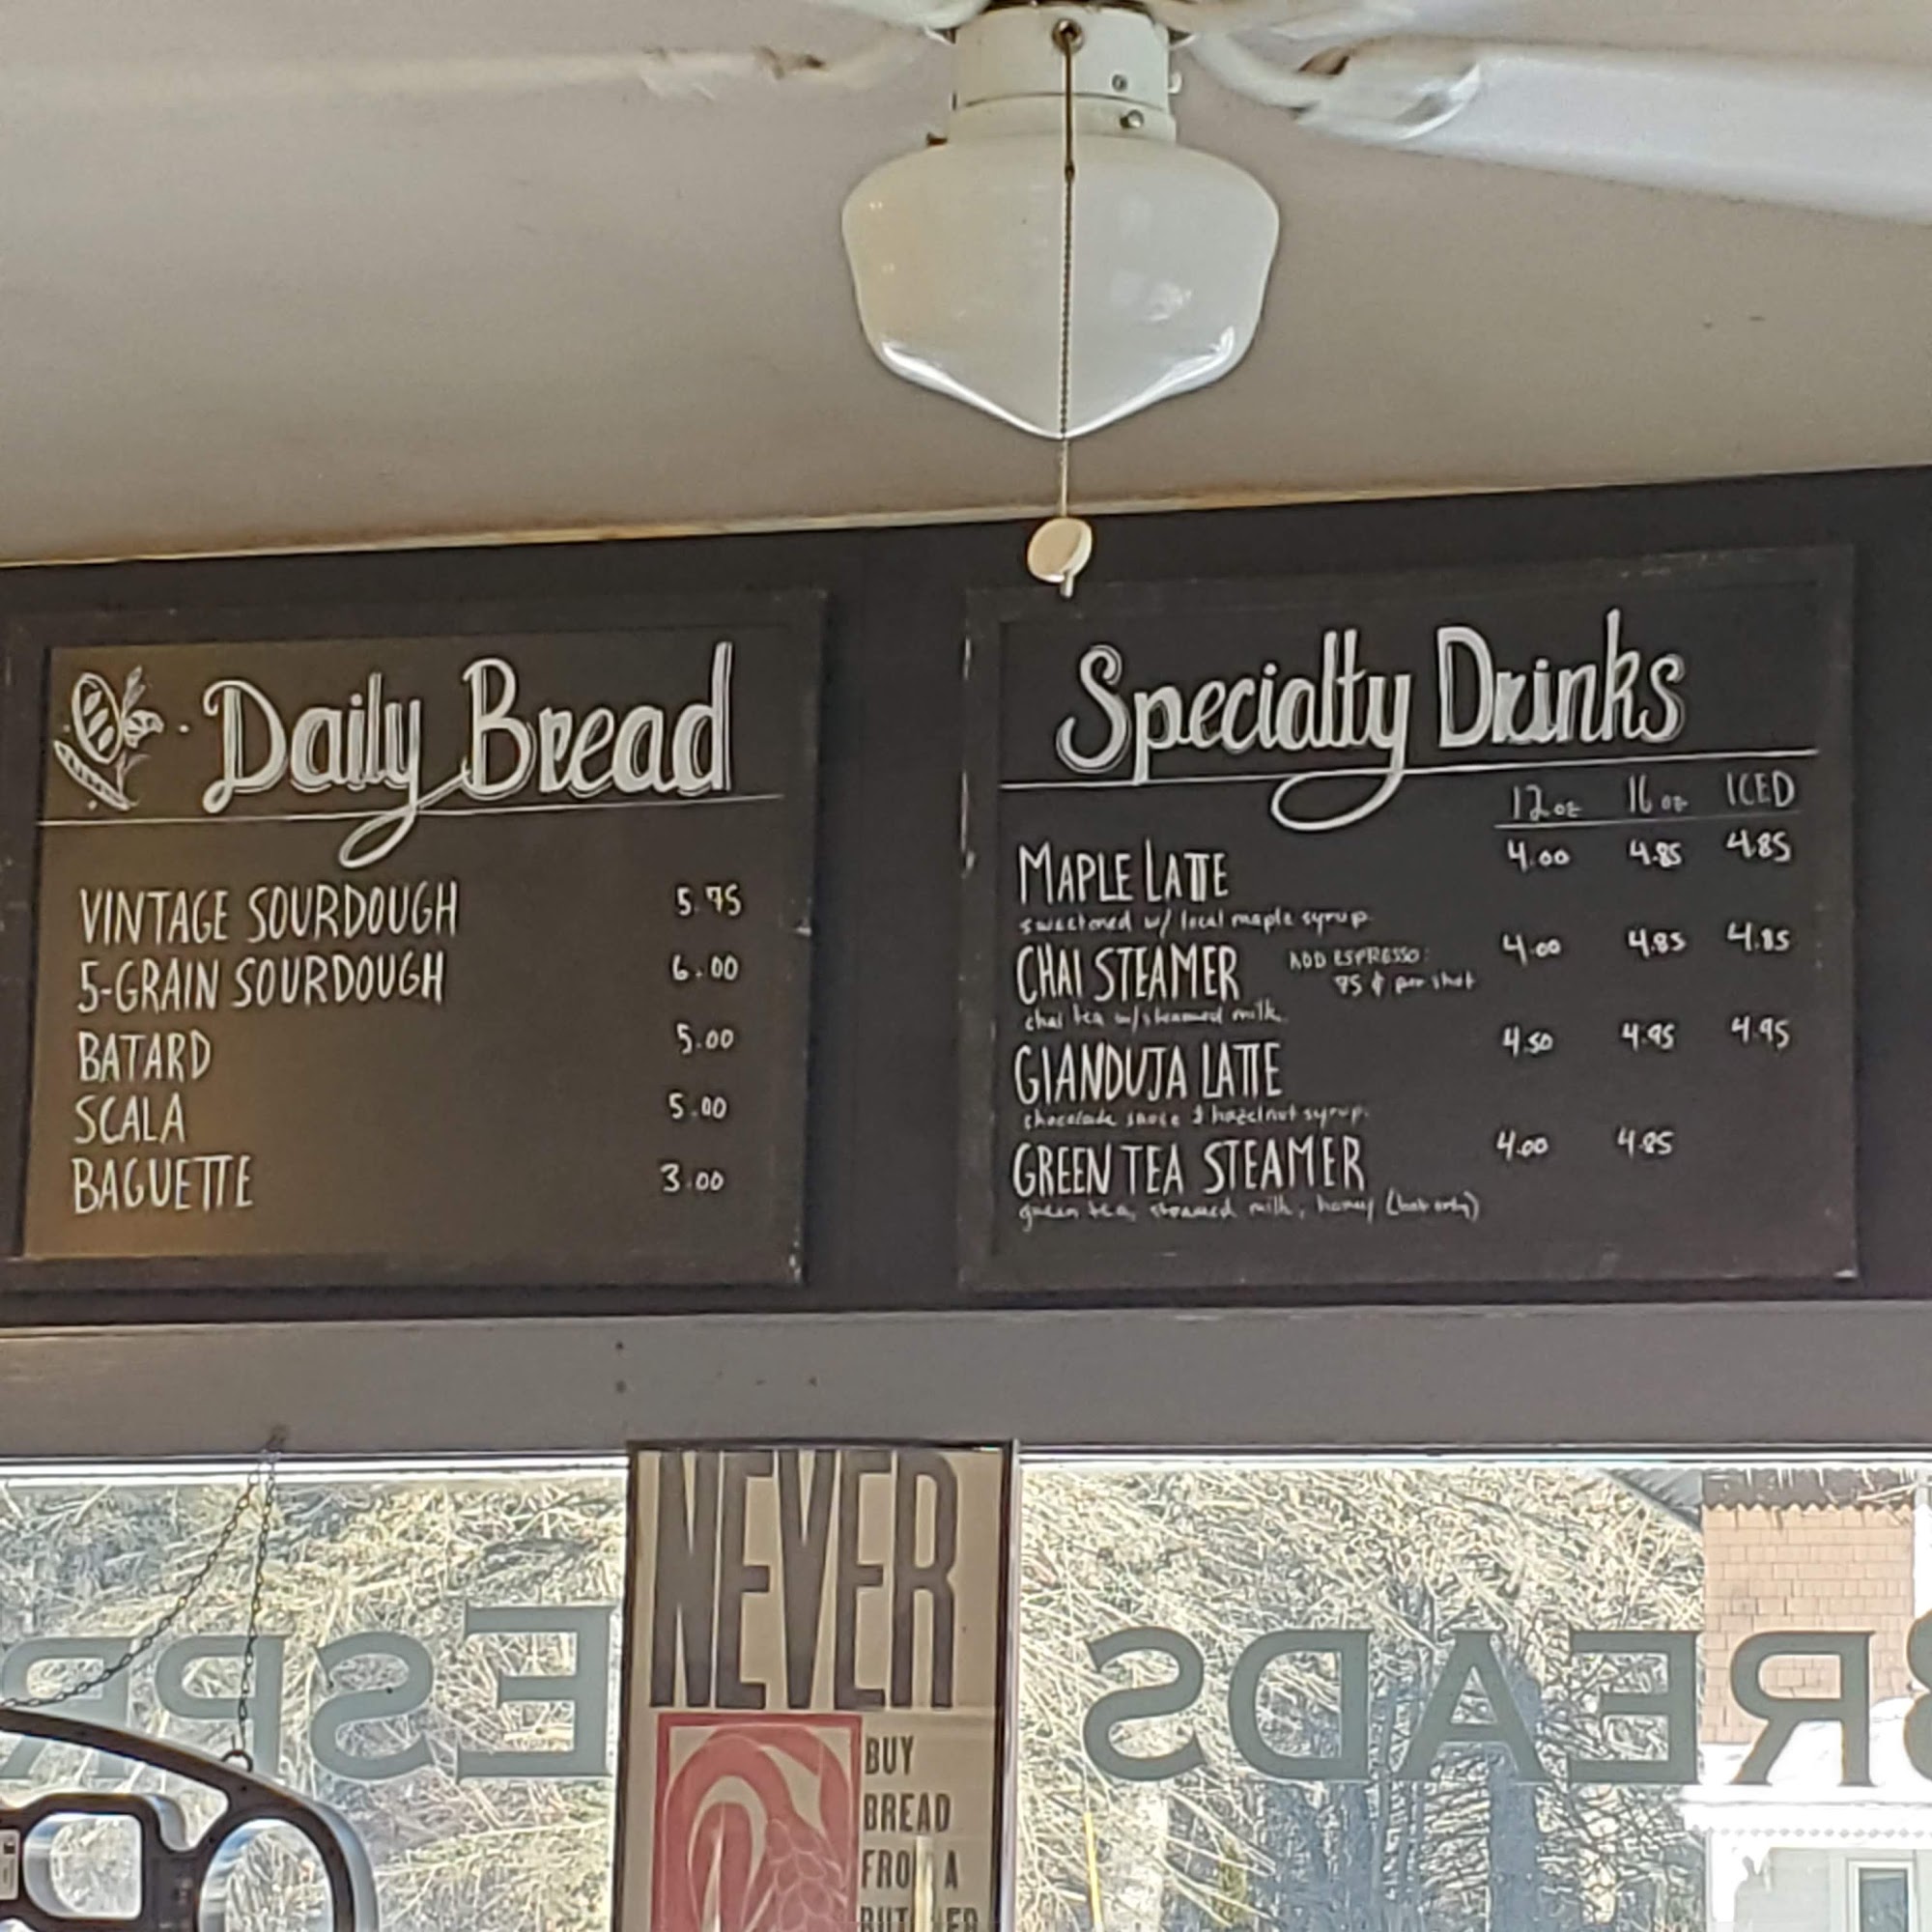 Daily Bread
VINTAGE SOURDOUGH 5.75
5-GRAIN SOURDOUGH 6.00
BATARD 5.00
SCALA 5.00
BAGUETTE 3.00
Specialty Drinks
12oz 16oz ICED
MAPLE LATTE 4.00 4.85 4.85
sweetened w/ local maple syrup.
CHAI STEAMER ADD ESPRESSO: 4.00 4.85 4.85
75¢ per shot
chai tea w/steamed milk.
GIANDUJA LATTE 4.50 4.95 4.95
chocolate sauce & hazelnut syrup.
GREEN TEA STEAMER 4.00 4.85
green tea, steamed milk, honey (hot only)
NEVER
BUY
BREAD
FROM A
ESPR
BREADS